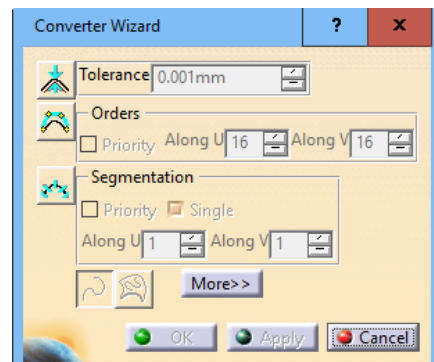 Converter Wizard ? x
Tolerance 0.001mm
Orders
Priority Along U 16 Along V 16
Segmentation
Priority Single
Along U 1 Along V 1
More>>
OK Apply Cancel